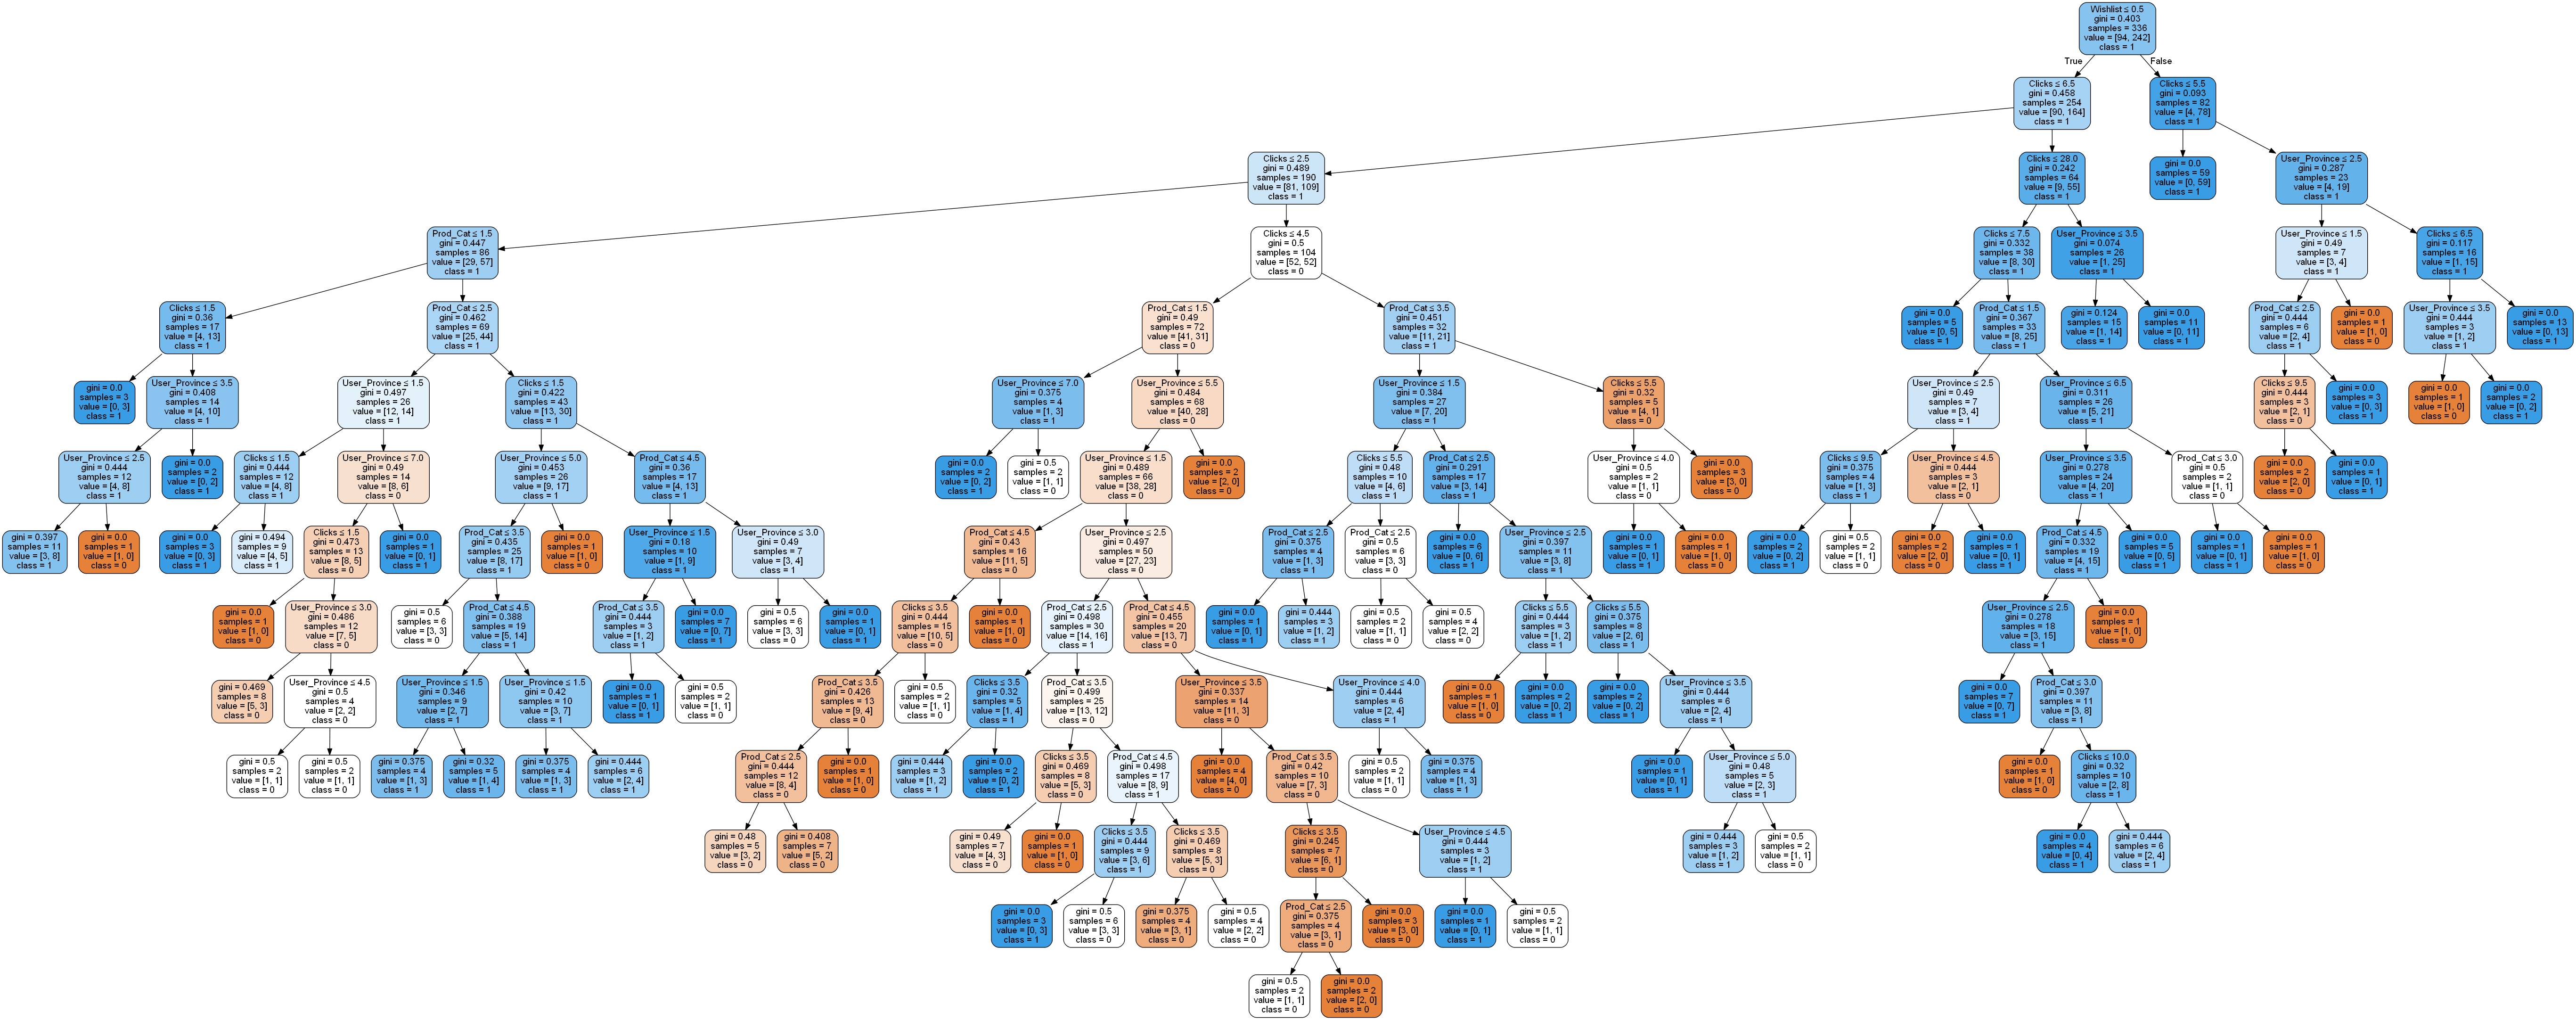 Wishlist ≤ 0.5
gini = 0.403
samples = 336
value = [94, 242]
class = 1
True
False
Clicks ≤ 6.5
gini = 0.458
samples = 254
value = [90, 164]
class = 1
Clicks ≤ 5.5
gini = 0.093
samples = 82
value = [4, 78]
class = 1
Clicks ≤ 2.5
gini = 0.489
samples = 190
value = [81, 109]
class = 1
Clicks ≤ 28.0
gini = 0.242
samples = 64
value = [9, 55]
class = 1
gini = 0.0
samples = 59
value = [0, 59]
class = 1
User_Province ≤ 2.5
gini = 0.287
samples = 23
value = [4, 19]
class = 1
Prod_Cat ≤ 1.5
gini = 0.447
samples = 86
value = [29, 57]
class = 1
Clicks ≤ 4.5
gini = 0.5
samples = 104
value = [52, 52]
class = 0
Clicks ≤ 7.5
gini = 0.332
samples = 38
value = [8, 30]
class = 1
User_Province ≤ 3.5
gini = 0.074
samples = 26
value = [1, 25]
class = 1
User_Province ≤ 1.5
gini = 0.49
samples = 7
value = [3, 4]
class = 1
Clicks ≤ 6.5
gini = 0.117
samples = 16
value = [1, 15]
class = 1
Clicks ≤ 1.5
gini = 0.36
samples = 17
value = [4, 13]
class = 1
Prod_Cat ≤ 2.5
gini = 0.462
samples = 69
value = [25, 44]
class = 1
Prod_Cat ≤ 1.5
gini = 0.49
samples = 72
value = [41, 31]
class = 0
Prod_Cat ≤ 3.5
gini = 0.451
samples = 32
value = [11, 21]
class = 1
gini = 0.0
samples = 5
value = [0, 5]
class = 1
Prod_Cat ≤ 1.5
gini = 0.367
samples = 33
value = [8, 25]
class = 1
gini = 0.124
samples = 15
value = [1, 14]
class = 1
gini = 0.0
samples = 11
value = [0, 11]
class = 1
Prod_Cat ≤ 2.5
gini = 0.444
samples = 6
value = [2, 4]
class = 1
gini = 0.0
samples = 1
value = [1, 0]
class = 0
User_Province ≤ 3.5
gini = 0.444
samples = 3
value = [1, 2]
class = 1
gini = 0.0
samples = 13
value = [0, 13]
class = 1
gini = 0.0
samples = 3
value = [0, 3]
class = 1
User_Province ≤ 3.5
gini = 0.408
samples = 14
value = [4, 10]
class = 1
User_Province ≤ 1.5
gini = 0.497
samples = 26
value = [12, 14]
class = 1
Clicks ≤ 1.5
gini = 0.422
samples = 43
value = [13, 30]
class = 1
User_Province ≤ 7.0
gini = 0.375
samples = 4
value = [1, 3]
class = 1
User_Province ≤ 5.5
gini = 0.484
samples = 68
value = [40, 28]
class = 0
User_Province ≤ 1.5
gini = 0.384
samples = 27
value = [7, 20]
class = 1
Clicks ≤ 5.5
gini = 0.32
samples = 5
value = [4, 1]
class = 0
User_Province ≤ 2.5
gini = 0.49
samples = 7
value = [3, 4]
class = 1
User_Province ≤ 6.5
gini = 0.311
samples = 26
value = [5, 21]
class = 1
Clicks ≤ 9.5
gini = 0.444
samples = 3
value = [2, 1]
class = 0
gini = 0.0
samples = 3
value = [0, 3]
class = 1
gini = 0.0
samples = 1
value = [1, 0]
class = 0
gini = 0.0
samples = 2
value = [0, 2]
class = 1
User_Province ≤ 2.5
gini = 0.444
samples = 12
value = [4, 8]
class = 1
gini = 0.0
samples = 2
value = [0, 2]
class = 1
Clicks ≤ 1.5
gini = 0.444
samples = 12
value = [4, 8]
class = 1
User_Province ≤ 7.0
gini = 0.49
samples = 14
value = [8, 6]
class = 0
User_Province ≤ 5.0
gini = 0.453
samples = 26
value = [9, 17]
class = 1
Prod_Cat ≤ 4.5
gini = 0.36
samples = 17
value = [4, 13]
class = 1
gini = 0.0
samples = 2
value = [0, 2]
class = 1
gini = 0.5
samples = 2
value = [1, 1]
class = 0
User_Province ≤ 1.5
gini = 0.489
samples = 66
value = [38, 28]
class = 0
gini = 0.0
samples = 2
value = [2, 0]
class = 0
Clicks ≤ 5.5
gini = 0.48
samples = 10
value = [4, 6]
class = 1
Prod_Cat ≤ 2.5
gini = 0.291
samples = 17
value = [3, 14]
class = 1
User_Province ≤ 4.0
gini = 0.5
samples = 2
value = [1, 1]
class = 0
gini = 0.0
samples = 3
value = [3, 0]
class = 0
Clicks ≤ 9.5
gini = 0.375
samples = 4
value = [1, 3]
class = 1
User_Province ≤ 4.5
gini = 0.444
samples = 3
value = [2, 1]
class = 0
User_Province ≤ 3.5
gini = 0.278
samples = 24
value = [4, 20]
class = 1
Prod_Cat ≤ 3.0
gini = 0.5
samples = 2
value = [1, 1]
class = 0
gini = 0.0
samples = 2
value = [2, 0]
class = 0
gini = 0.0
samples = 1
value = [0, 1]
class = 1
gini = 0.397
samples = 11
value = [3, 8]
class = 1
gini = 0.0
samples = 1
value = [1, 0]
class = 0
gini = 0.0
samples = 3
value = [0, 3]
class = 1
gini = 0.494
samples = 9
value = [4, 5]
class = 1
Clicks ≤ 1.5
gini = 0.473
samples = 13
value = [8, 5]
class = 0
gini = 0.0
samples = 1
value = [0, 1]
class = 1
Prod_Cat ≤ 3.5
gini = 0.435
samples = 25
value = [8, 17]
class = 1
gini = 0.0
samples = 1
value = [1, 0]
class = 0
User_Province ≤ 1.5
gini = 0.18
samples = 10
value = [1, 9]
class = 1
User_Province ≤ 3.0
gini = 0.49
samples = 7
value = [3, 4]
class = 1
Prod_Cat ≤ 4.5
gini = 0.43
samples = 16
value = [11, 5]
class = 0
User_Province ≤ 2.5
gini = 0.497
samples = 50
value = [27, 23]
class = 0
Prod_Cat ≤ 2.5
gini = 0.375
samples = 4
value = [1, 3]
class = 1
Prod_Cat ≤ 2.5
gini = 0.5
samples = 6
value = [3, 3]
class = 0
gini = 0.0
samples = 6
value = [0, 6]
class = 1
User_Province ≤ 2.5
gini = 0.397
samples = 11
value = [3, 8]
class = 1
gini = 0.0
samples = 1
value = [0, 1]
class = 1
gini = 0.0
samples = 1
value = [1, 0]
class = 0
gini = 0.0
samples = 2
value = [0, 2]
class = 1
gini = 0.5
samples = 2
value = [1, 1]
class = 0
gini = 0.0
samples = 2
value = [2, 0]
class = 0
gini = 0.0
samples = 1
value = [0, 1]
class = 1
Prod_Cat ≤ 4.5
gini = 0.332
samples = 19
value = [4, 15]
class = 1
gini = 0.0
samples = 5
value = [0, 5]
class = 1
gini = 0.0
samples = 1
value = [0, 1]
class = 1
gini = 0.0
samples = 1
value = [1, 0]
class = 0
gini = 0.0
samples = 1
value = [1, 0]
class = 0
User_Province ≤ 3.0
gini = 0.486
samples = 12
value = [7, 5]
class = 0
gini = 0.5
samples = 6
value = [3, 3]
class = 0
Prod_Cat ≤ 4.5
gini = 0.388
samples = 19
value = [5, 14]
class = 1
Prod_Cat ≤ 3.5
gini = 0.444
samples = 3
value = [1, 2]
class = 1
gini = 0.0
samples = 7
value = [0, 7]
class = 1
gini = 0.5
samples = 6
value = [3, 3]
class = 0
gini = 0.0
samples = 1
value = [0, 1]
class = 1
Clicks ≤ 3.5
gini = 0.444
samples = 15
value = [10, 5]
class = 0
gini = 0.0
samples = 1
value = [1, 0]
class = 0
Prod_Cat ≤ 2.5
gini = 0.498
samples = 30
value = [14, 16]
class = 1
Prod_Cat ≤ 4.5
gini = 0.455
samples = 20
value = [13, 7]
class = 0
gini = 0.0
samples = 1
value = [0, 1]
class = 1
gini = 0.444
samples = 3
value = [1, 2]
class = 1
gini = 0.5
samples = 2
value = [1, 1]
class = 0
gini = 0.5
samples = 4
value = [2, 2]
class = 0
Clicks ≤ 5.5
gini = 0.444
samples = 3
value = [1, 2]
class = 1
Clicks ≤ 5.5
gini = 0.375
samples = 8
value = [2, 6]
class = 1
User_Province ≤ 2.5
gini = 0.278
samples = 18
value = [3, 15]
class = 1
gini = 0.0
samples = 1
value = [1, 0]
class = 0
gini = 0.469
samples = 8
value = [5, 3]
class = 0
User_Province ≤ 4.5
gini = 0.5
samples = 4
value = [2, 2]
class = 0
User_Province ≤ 1.5
gini = 0.346
samples = 9
value = [2, 7]
class = 1
User_Province ≤ 1.5
gini = 0.42
samples = 10
value = [3, 7]
class = 1
gini = 0.0
samples = 1
value = [0, 1]
class = 1
gini = 0.5
samples = 2
value = [1, 1]
class = 0
Prod_Cat ≤ 3.5
gini = 0.426
samples = 13
value = [9, 4]
class = 0
gini = 0.5
samples = 2
value = [1, 1]
class = 0
Clicks ≤ 3.5
gini = 0.32
samples = 5
value = [1, 4]
class = 1
Prod_Cat ≤ 3.5
gini = 0.499
samples = 25
value = [13, 12]
class = 0
User_Province ≤ 3.5
gini = 0.337
samples = 14
value = [11, 3]
class = 0
User_Province ≤ 4.0
gini = 0.444
samples = 6
value = [2, 4]
class = 1
gini = 0.0
samples = 1
value = [1, 0]
class = 0
gini = 0.0
samples = 2
value = [0, 2]
class = 1
gini = 0.0
samples = 2
value = [0, 2]
class = 1
User_Province ≤ 3.5
gini = 0.444
samples = 6
value = [2, 4]
class = 1
gini = 0.0
samples = 7
value = [0, 7]
class = 1
Prod_Cat ≤ 3.0
gini = 0.397
samples = 11
value = [3, 8]
class = 1
gini = 0.5
samples = 2
value = [1, 1]
class = 0
gini = 0.5
samples = 2
value = [1, 1]
class = 0
gini = 0.375
samples = 4
value = [1, 3]
class = 1
gini = 0.32
samples = 5
value = [1, 4]
class = 1
gini = 0.375
samples = 4
value = [1, 3]
class = 1
gini = 0.444
samples = 6
value = [2, 4]
class = 1
Prod_Cat ≤ 2.5
gini = 0.444
samples = 12
value = [8, 4]
class = 0
gini = 0.0
samples = 1
value = [1, 0]
class = 0
gini = 0.444
samples = 3
value = [1, 2]
class = 1
gini = 0.0
samples = 2
value = [0, 2]
class = 1
Clicks ≤ 3.5
gini = 0.469
samples = 8
value = [5, 3]
class = 0
Prod_Cat ≤ 4.5
gini = 0.498
samples = 17
value = [8, 9]
class = 1
gini = 0.0
samples = 4
value = [4, 0]
class = 0
Prod_Cat ≤ 3.5
gini = 0.42
samples = 10
value = [7, 3]
class = 0
gini = 0.5
samples = 2
value = [1, 1]
class = 0
gini = 0.375
samples = 4
value = [1, 3]
class = 1
gini = 0.0
samples = 1
value = [0, 1]
class = 1
User_Province ≤ 5.0
gini = 0.48
samples = 5
value = [2, 3]
class = 1
gini = 0.0
samples = 1
value = [1, 0]
class = 0
Clicks ≤ 10.0
gini = 0.32
samples = 10
value = [2, 8]
class = 1
gini = 0.48
samples = 5
value = [3, 2]
class = 0
gini = 0.408
samples = 7
value = [5, 2]
class = 0
gini = 0.49
samples = 7
value = [4, 3]
class = 0
gini = 0.0
samples = 1
value = [1, 0]
class = 0
Clicks ≤ 3.5
gini = 0.444
samples = 9
value = [3, 6]
class = 1
Clicks ≤ 3.5
gini = 0.469
samples = 8
value = [5, 3]
class = 0
Clicks ≤ 3.5
gini = 0.245
samples = 7
value = [6, 1]
class = 0
User_Province ≤ 4.5
gini = 0.444
samples = 3
value = [1, 2]
class = 1
gini = 0.444
samples = 3
value = [1, 2]
class = 1
gini = 0.5
samples = 2
value = [1, 1]
class = 0
gini = 0.0
samples = 4
value = [0, 4]
class = 1
gini = 0.444
samples = 6
value = [2, 4]
class = 1
gini = 0.0
samples = 3
value = [0, 3]
class = 1
gini = 0.5
samples = 6
value = [3, 3]
class = 0
gini = 0.375
samples = 4
value = [3, 1]
class = 0
gini = 0.5
samples = 4
value = [2, 2]
class = 0
Prod_Cat ≤ 2.5
gini = 0.375
samples = 4
value = [3, 1]
class = 0
gini = 0.0
samples = 3
value = [3, 0]
class = 0
gini = 0.0
samples = 1
value = [0, 1]
class = 1
gini = 0.5
samples = 2
value = [1, 1]
class = 0
gini = 0.5
samples = 2
value = [1, 1]
class = 0
gini = 0.0
samples = 2
value = [2, 0]
class = 0